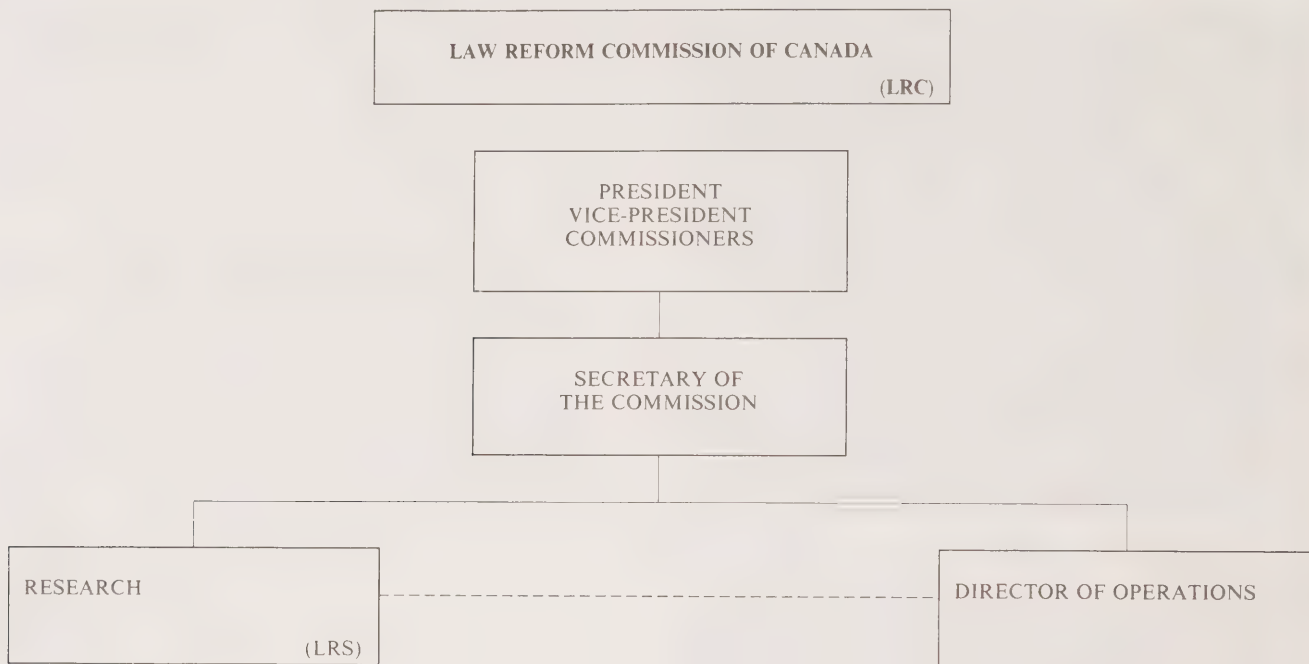 LAW REFORM COMMISSION OF CANADA
(LRC)
PRESIDENT
VICE-PRESIDENT
COMMISSIONERS
SECRETARY OF
THE COMMISSION
RESEARCH
(LRS)
DIRECTOR OF OPERATIONS